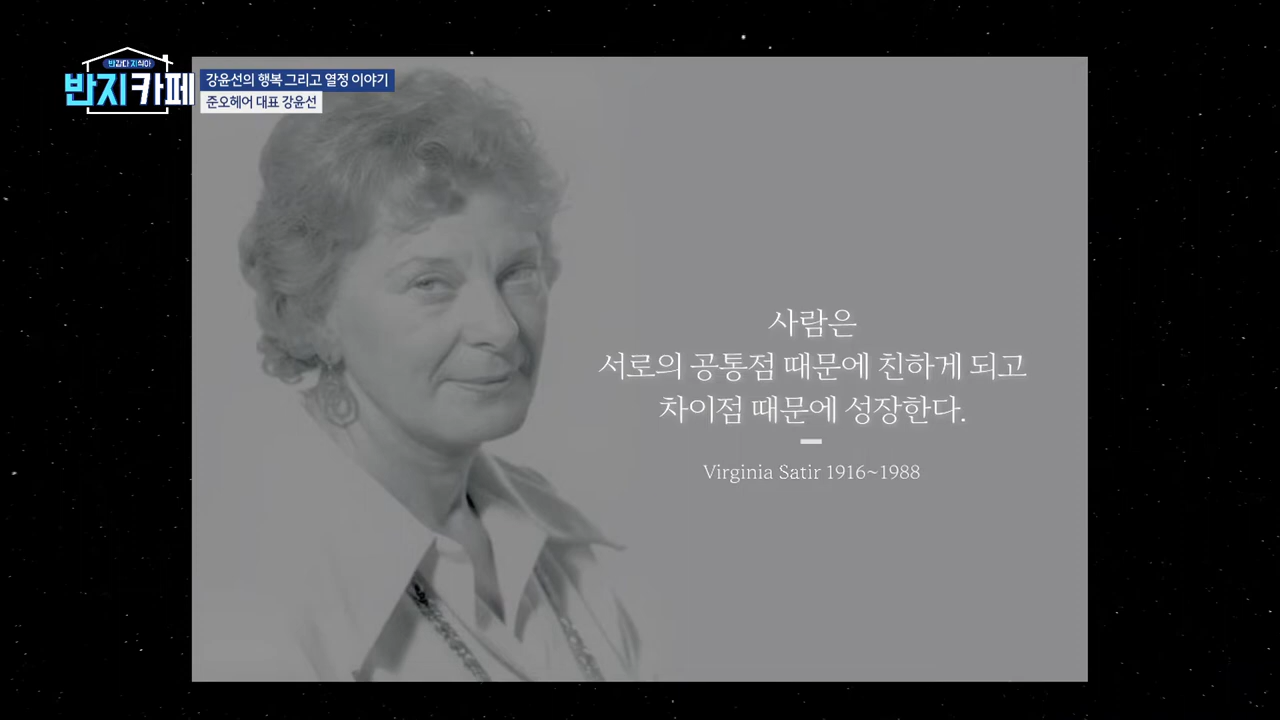 반갑다 지식아
반지 카페
강윤선의 행복 그리고 열정 이야기
준오헤어 대표 강윤선
사람은
서로의 공통점 때문에 친하게 되고
차이점 때문에 성장한다.
Virginia Satir 1916~1988